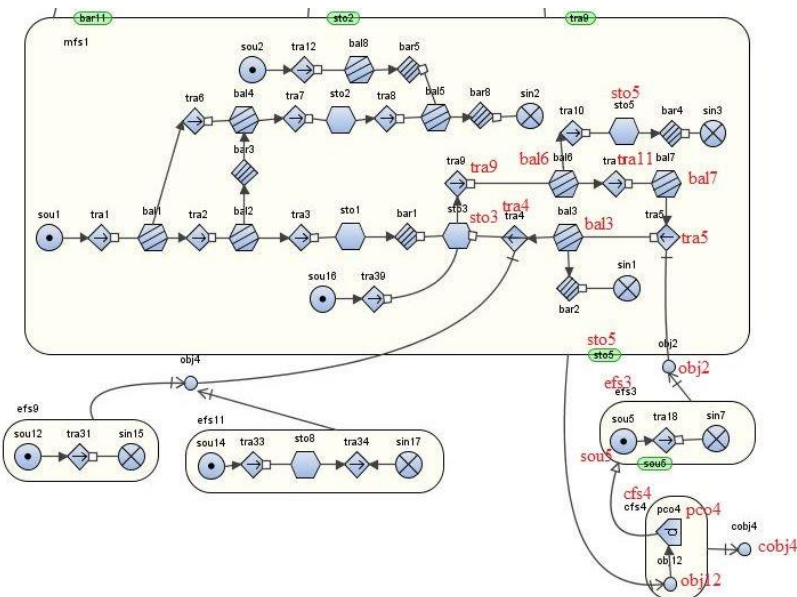 bar11 sto2 tra9
mfs1
sou2 tra12 bal8 bar5
tra6 bal4 tra7 sto2 tra8 bal5 bar8 sin2
tra10 sto5 sto5 bar4 sin3
bar3
tra9 tra9 bal6 bal6 tra11 bal7 bal7
sou1 tra1 bal1 tra2 bal2 tra3 sto1 bar1 sto3 sto3 tra4 tra4 bal3 bal3 tra5 tra5
sou16 tra39 bar2 sin1
sto5
sto5
obj4 obj2 obj2
efs3
efs3
efs9 efs11
sou12 tra31 sin15
sou14 tra33 sto8 tra34 sin17
sou5 tra18 sin7
sou5 sou5
cfs4
cfs4 pco4 pco4
d
cobj4 cobj4
obj12 obj12